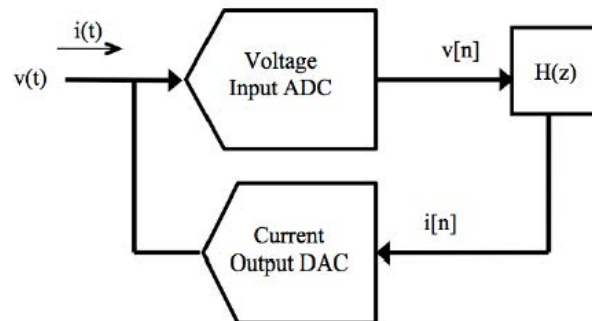 i(t)
v(t)
Voltage
Input ADC
v[n]
H(z)
Current
Output DAC
i[n]